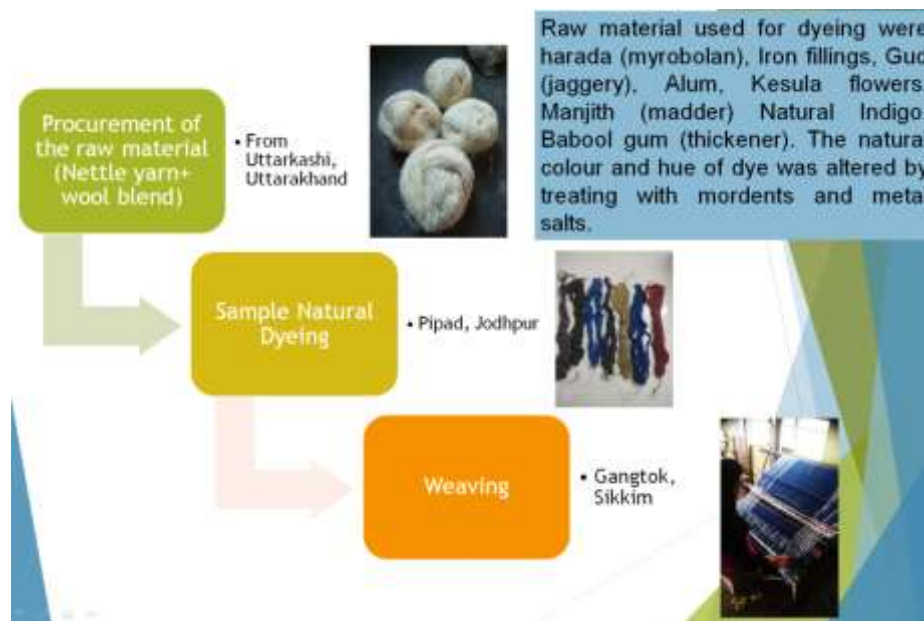 Procurement of
the raw material
(Nettle yarn+
wool blend)
• From
Uttarkashi,
Uttarakhand
Raw material used for dyeing were
harada (myrobolan), Iron fillings, Gud
(jaggery), Alum, Kesula flowers
Manjith (madder) Natural Indigo
Babool gum (thickener). The natural
colour and hue of dye was altered by
treating with mordents and metal
salts.
Sample Natural
Dyeing
• Pipad, Jodhpur
Weaving
• Gangtok,
Sikkim